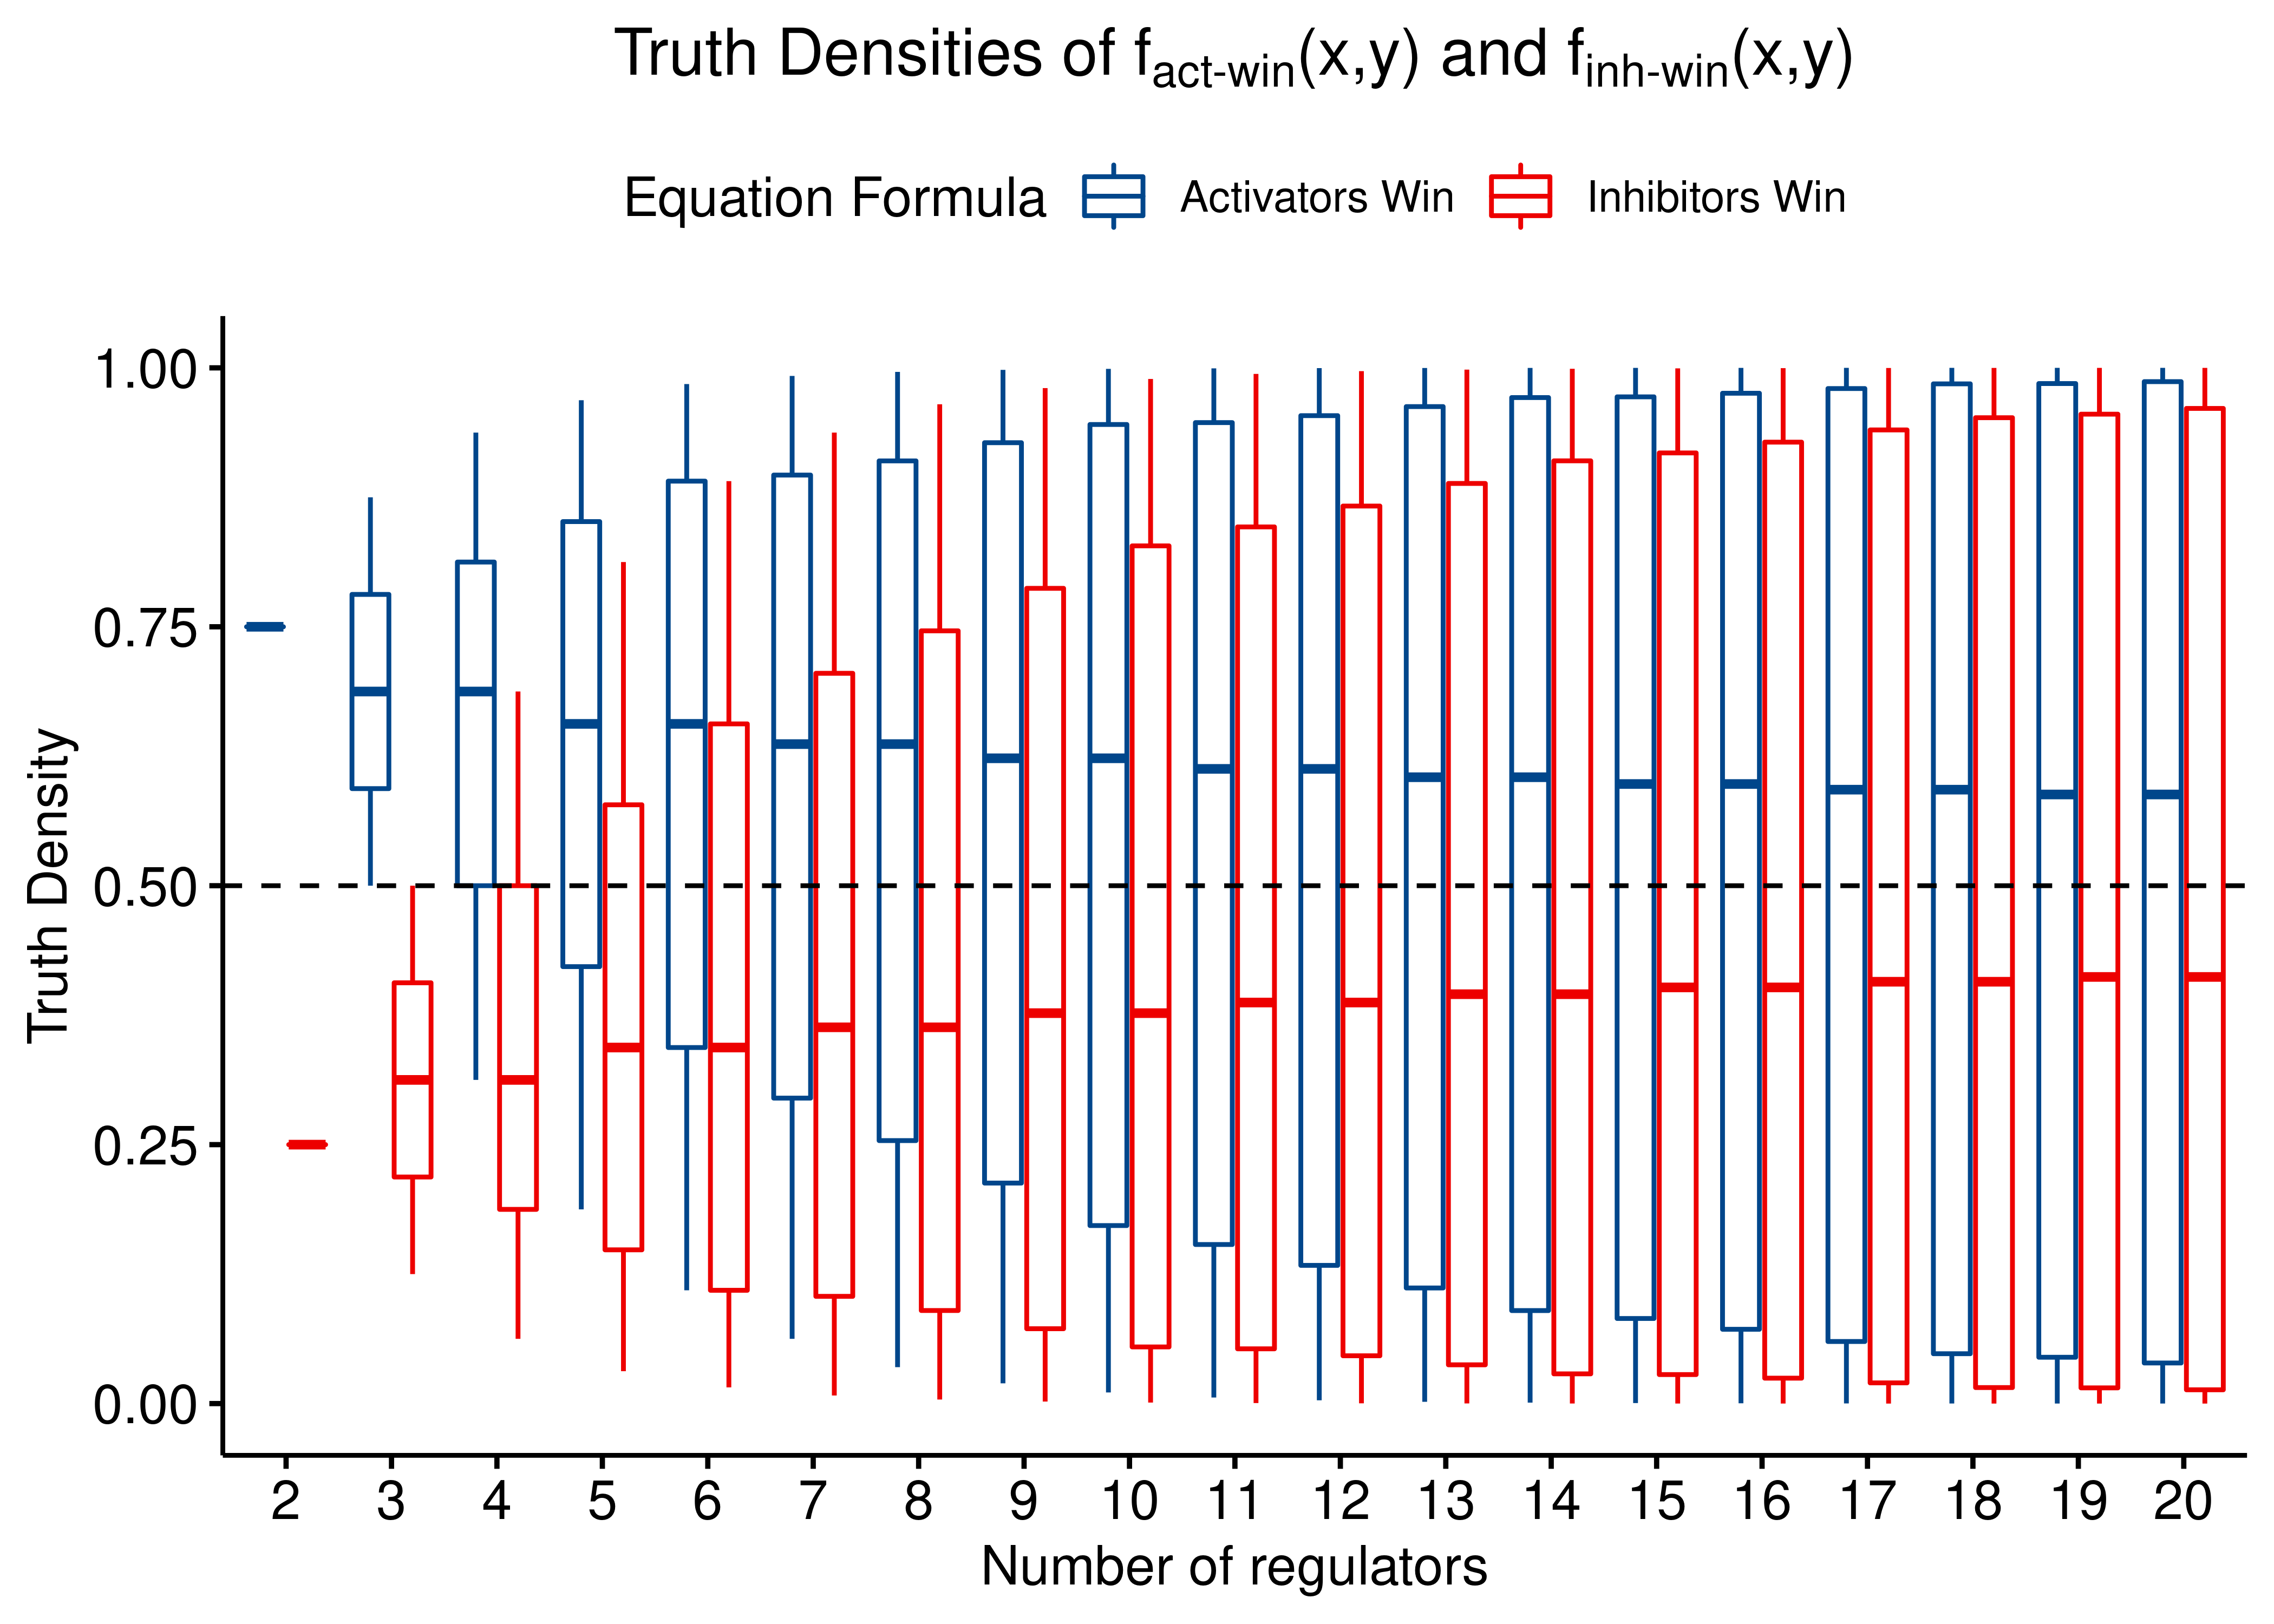 Truth Densities of f_act-win(x,y) and f_inh-win(x,y)
Equation Formula Activators Win Inhibitors Win
1.00
0.75
0.50
0.25
0.00
Truth Density
2 3 4 5 6 7 8 9 10 11 12 13 14 15 16 17 18 19 20
Number of regulators